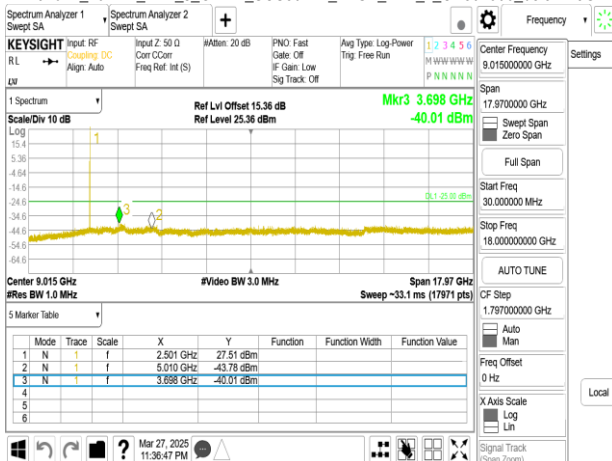 Spectrum Analyzer 1
Swept SA
Spectrum Analyzer 2
Swept SA
+
Frequency
Settings
KEYSIGHT
RL
Input: RF
Coupling: DC
Align: Auto
Input Z: 50 Ω
Corr CCorr
Freq Ref: Int (S)
#Atten: 20 dB
PNO: Fast
Gate: Off
IF Gain: Low
Sig Track: Off
Avg Type: Log-Power
Trig: Free Run
1 2 3 4 5 6
M W W W W W
P N N N N N
1 Spectrum
Scale/Div 10 dB
Log
Ref Lvl Offset 15.36 dB
Ref Level 25.36 dBm
Mkr3 3.698 GHz
-40.01 dBm
15.4
5.36
-4.64
-14.6
-24.6
-34.6
-44.6
-54.6
-64.6
1
3
2
DL1 -25.00 dBm
Center 9.015 GHz
#Res BW 1.0 MHz
#Video BW 3.0 MHz
Span 17.97 GHz
Sweep ~33.1 ms (17971 pts)
5 Marker Table
Mode Trace Scale X Y Function Function Width Function Value
1 N 1 f 2.501 GHz 27.51 dBm
2 N 1 f 5.010 GHz -43.78 dBm
3 N 1 f 3.698 GHz -40.01 dBm
4
5
6
?
Mar 27, 2025
11:36:47 PM
Center Frequency
9.015000000 GHz
Span
17.9700000 GHz
Swept Span
Zero Span
Full Span
Start Freq
30.000000 MHz
Stop Freq
18.000000000 GHz
AUTO TUNE
CF Step
1.797000000 GHz
Auto
Man
Freq Offset
0 Hz
X Axis Scale
Log
Lin
Signal Track
(Span Zoom)
Local